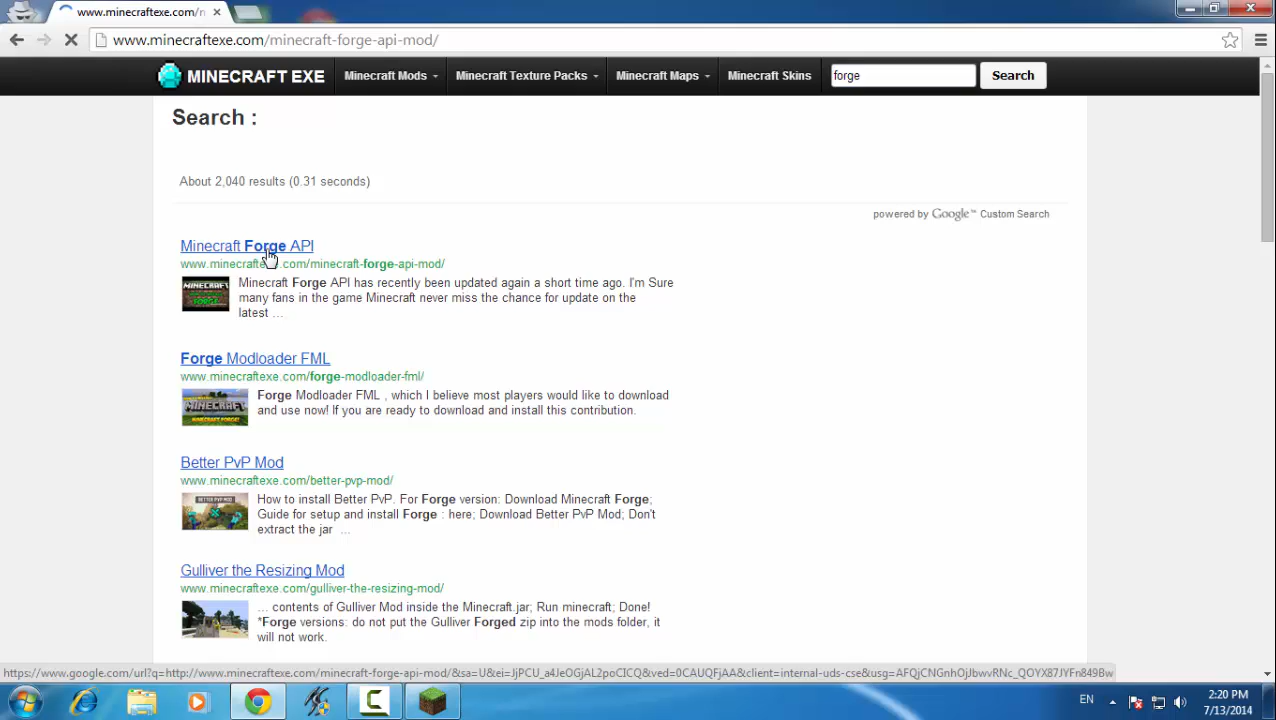 www.minecraftexe.com/n
www.minecraftexe.com/minecraft-forge-api-mod/
MINECRAFT EXE
Minecraft Mods
Minecraft Texture Packs
Minecraft Maps
Minecraft Skins
forge
Search
Search :
About 2,040 results (0.31 seconds)
powered by Google™ Custom Search
Minecraft Forge API
www.minecraftexe.com/minecraft-forge-api-mod/
Minecraft Forge API has recently been updated again a short time ago. I'm Sure
many fans in the game Minecraft never miss the chance for update on the
latest ...
Forge Modloader FML
www.minecraftexe.com/forge-modloader-fml/
Forge Modloader FML , which I believe most players would like to download
and use now! If you are ready to download and install this contribution.
Better PvP Mod
www.minecraftexe.com/better-pvp-mod/
BETTER PVP MOD
How to install Better PvP. For Forge version: Download Minecraft Forge;
Guide for setup and install Forge : here; Download Better PvP Mod; Don't
extract the jar ...
Gulliver the Resizing Mod
www.minecraftexe.com/gulliver-the-resizing-mod/
... contents of Gulliver Mod inside the Minecraft.jar; Run minecraft; Done!
*Forge versions: do not put the Gulliver Forged zip into the mods folder, it
will not work.
EN
2:20 PM
7/13/2014